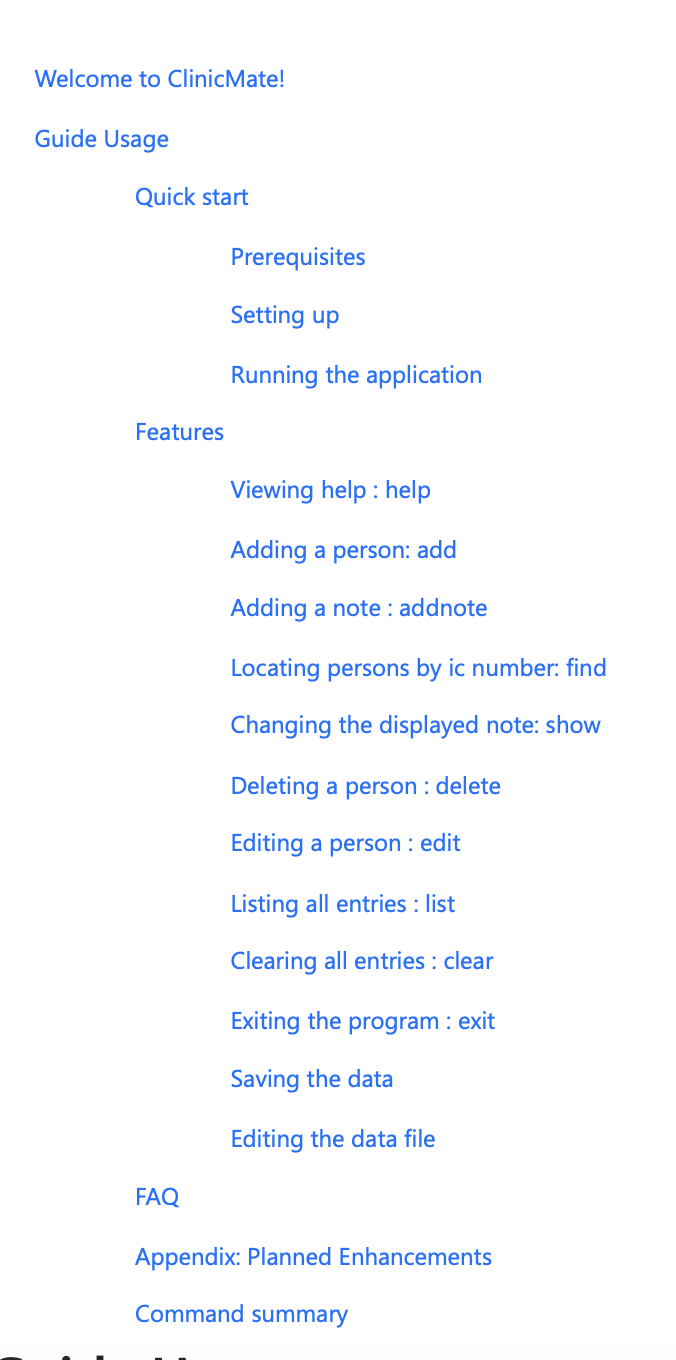 Welcome to ClinicMate!
Guide Usage
Quick start
Prerequisites
Setting up
Running the application
Features
Viewing help : help
Adding a person: add
Adding a note : addnote
Locating persons by ic number: find
Changing the displayed note: show
Deleting a person : delete
Editing a person : edit
Listing all entries : list
Clearing all entries : clear
Exiting the program : exit
Saving the data
Editing the data file
FAQ
Appendix: Planned Enhancements
Command summary